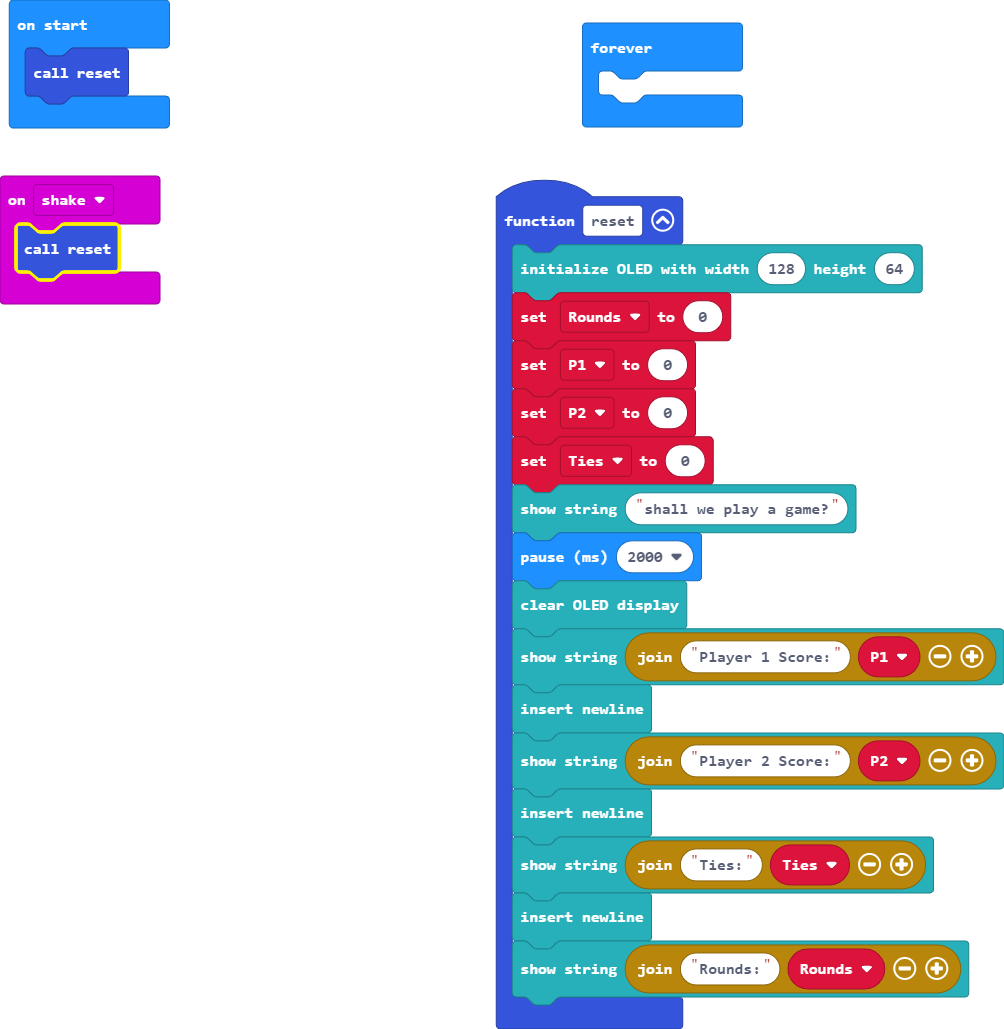 on start
call reset
forever
on shake
call reset
function reset
initialize OLED with width 128 height 64
set Rounds to 0
set P1 to 0
set P2 to 0
set Ties to 0
show string "shall we play a game?"
pause (ms) 2000
clear OLED display
show string join "Player 1 Score:" P1
insert newline
show string join "Player 2 Score:" P2
insert newline
show string join "Ties:" Ties
insert newline
show string join "Rounds:" Rounds